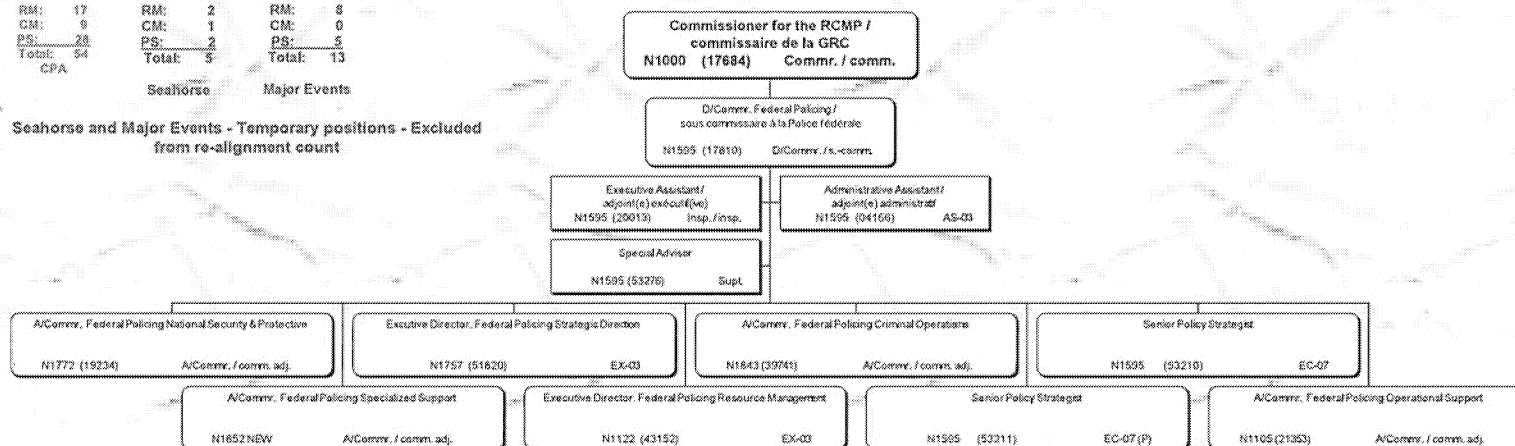 RM: 17
CM: 9
PS: 28
Total: 54
CPA
RM: 2
CM: 1
PS: 2
Total: 5
Seahorse
RM: 8
CM: 0
PS: 5
Total: 13
Major Events
Seahorse and Major Events - Temporary positions - Excluded
from re-alignment count
Commissioner for the RCMP /
commissaire de la GRC
N1000 (17684) Commr. / comm.
D/Commr. Federal Policing /
sous commissaire à la Police fédérale
N1595 (17810) D/Commr. / s.-comm.
Executive Assistant /
adjoint(e) exécutif(ive)
N1595 (20013) Insp. / insp.
Administrative Assistant /
adjoint(e) administratif
N1595 (04166) AS-03
Special Advisor
N1595 (53276) Supt.
A/Commr. Federal Policing National Security & Protective
N1772 (19234) A/Commr. / comm. adj.
Excutive Director. Federal Policing Strategic Direction
N1757 (51620) EX-03
A/Commr. Federal Policing Criminal Operations
N1643 (39741) A/Commr. / comm. adj.
Senior Policy Strategist
N1595 (53210) EC-07
A/Commr. Federal Policing Specialized Support
N1652 NEW A/Commr. / comm. adj.
Executive Director. Federal Policing Resource Management
N1122 (43152) EX-03
Senior Policy Strategist
N1595 (53211) EC-07 (P)
A/Commr. Federal Policing Operational Support
N1105 (21353) A/Commr. / comm. adj.